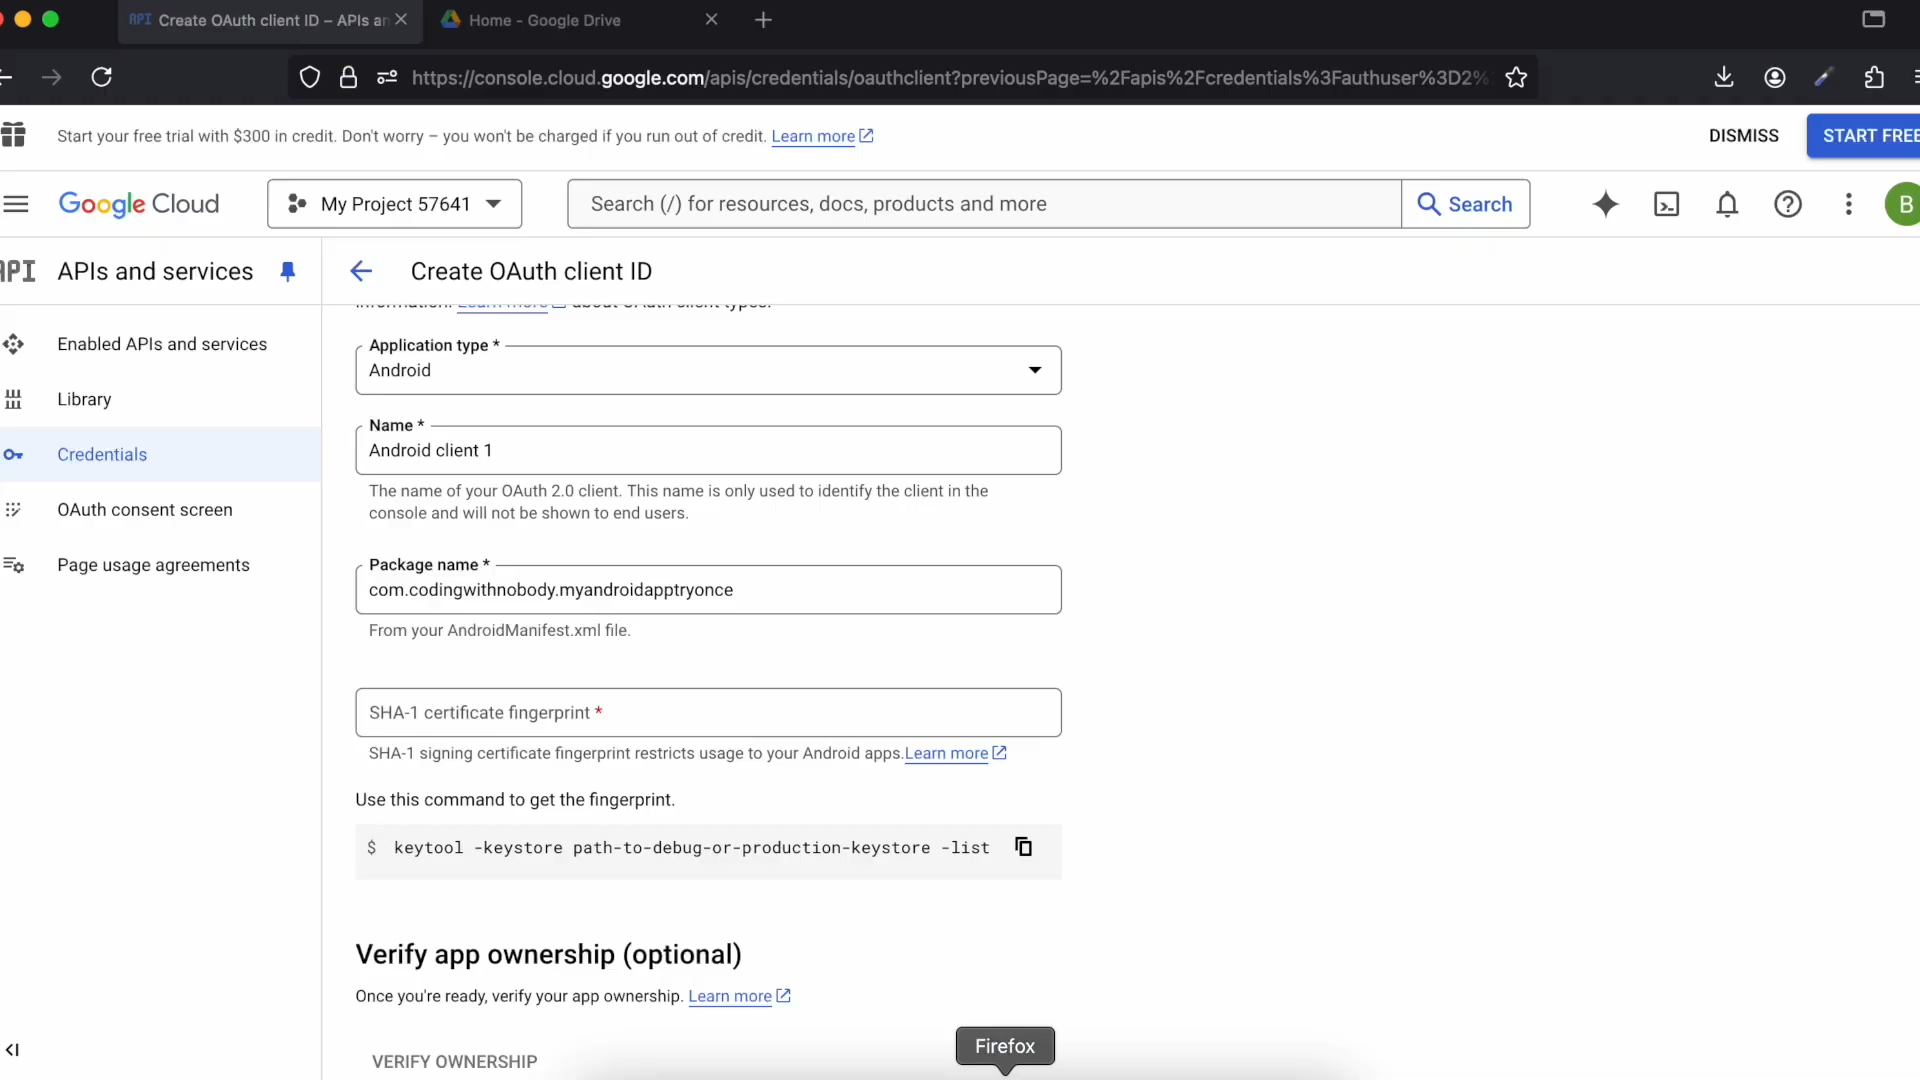 API Create OAuth client ID – APIs an
Home - Google Drive
https://console.cloud.google.com/apis/credentials/oauthclient?previousPage=%2Fapis%2Fcredentials%3Fauthuser%3D2%
Start your free trial with $300 in credit. Don't worry – you won't be charged if you run out of credit. Learn more
DISMISS
START FREE
Google Cloud
My Project 57641
Search (/) for resources, docs, products and more
Search
B
API APIs and services
Create OAuth client ID
Enabled APIs and services
Library
Credentials
OAuth consent screen
Page usage agreements
information. Learn more about OAuth client types.
Application type *
Android
Name *
Android client 1
The name of your OAuth 2.0 client. This name is only used to identify the client in the
console and will not be shown to end users.
Package name *
com.codingwithnobody.myandroidapptryonce
From your AndroidManifest.xml file.
SHA-1 certificate fingerprint *
SHA-1 signing certificate fingerprint restricts usage to your Android apps.Learn more
Use this command to get the fingerprint.
$ keytool -keystore path-to-debug-or-production-keystore -list
Verify app ownership (optional)
Once you're ready, verify your app ownership. Learn more
VERIFY OWNERSHIP
Firefox